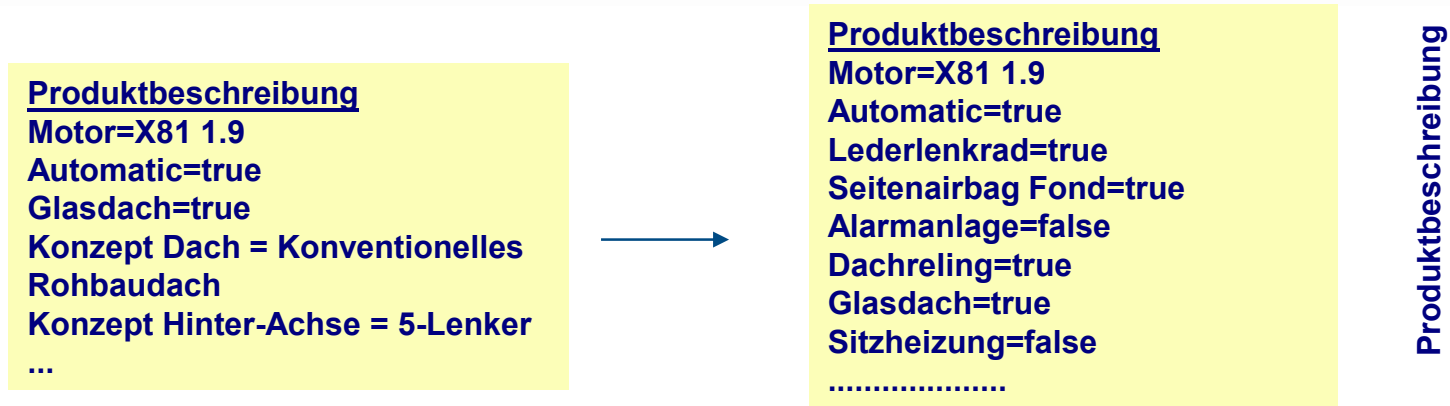 Produktbeschreibung
Motor=X81 1.9
Automatic=true
Glasdach=true
Konzept Dach = Konventionelles
Rohbaudach
Konzept Hinter-Achse = 5-Lenker
...
Produktbeschreibung
Motor=X81 1.9
Automatic=true
Lederlenkrad=true
Seitenairbag Fond=true
Alarmanlage=false
Dachreling=true
Glasdach=true
Sitzheizung=false
....................
Produktbeschreibung